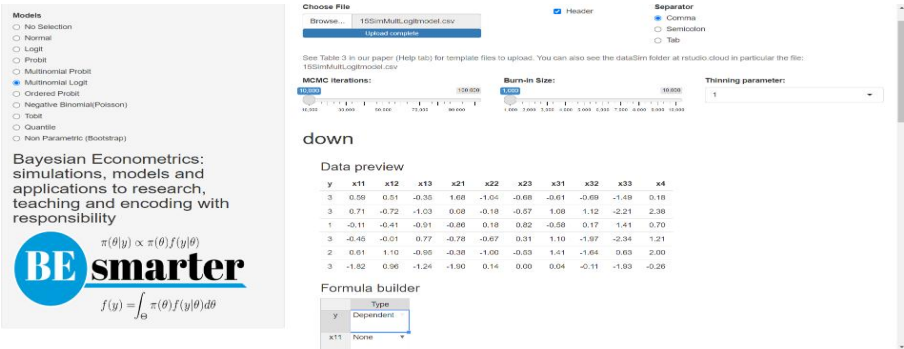 Models
No Selection
Normal
Logit
Probit
Multinomial Probit
Multinomial Logit
Ordered Probit
Negative Binomial(Poisson)
Tobit
Quantile
Non Parametric (Bootstrap)
Bayesian Econometrics:
simulations, models and
applications to research,
teaching and encoding with
responsibility
π(θ|y) ∝ π(θ)f(y|θ)
BE smarter
f(y) = ∫Θ π(θ)f(y|θ)dθ
Choose File
Browse... 15SimMultLogitmodel.csv
Upload complete
Header
Separator
Comma
Semicolon
Tab
See Table 3 in our paper (Help tab) for template files to upload. You can also see the dataSim folder at rstudio.cloud in particular the file:
15SimMultLogitmodel.csv
MCMC iterations:
10,000 100,000
Burn-in Size:
1,000 10,000
Thinning parameter:
1
down
Data preview
y x11 x12 x13 x21 x22 x23 x31 x32 x33 x4
3 0.59 0.51 -0.35 1.68 -1.04 -0.68 -0.61 -0.69 -1.49 0.18
3 0.71 -0.72 -1.03 0.08 -0.18 -0.57 1.08 1.12 -2.21 2.38
1 -0.11 -0.41 -0.91 -0.86 0.18 0.82 -0.58 0.17 1.41 0.70
3 -0.45 -0.01 0.77 -0.78 -0.67 0.31 1.10 -1.97 -2.34 1.21
2 0.61 1.10 -0.95 -0.38 -1.00 -0.53 1.41 -1.64 0.63 2.00
3 -1.82 0.96 -1.24 -1.90 0.14 0.00 0.04 -0.11 -1.93 -0.26
Formula builder
Type
y Dependent
x11 None